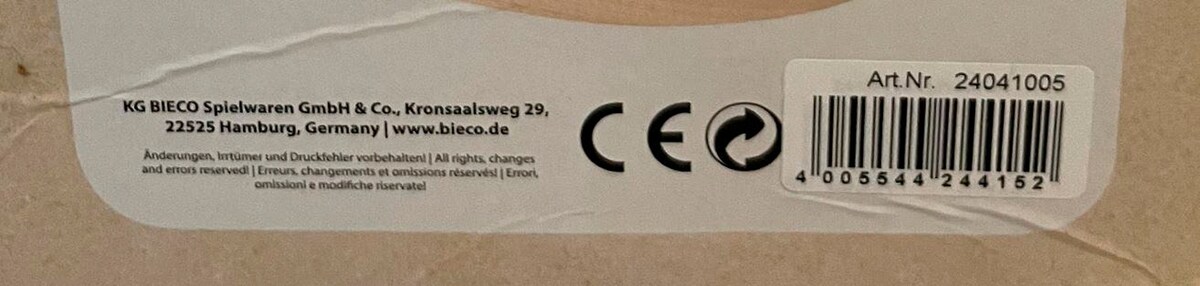 KG BIECO Spielwaren GmbH & Co., Kronsaalsweg 29,
22525 Hamburg, Germany | www.bieco.de
Änderungen, Irrtümer und Druckfehler vorbehalten! | All rights, changes
and errors reserved! | Erreurs, changements et omissions réservés! | Errori,
omissioni e modifiche riservate!
CE
Art.Nr. 24041005
4 005544 244152